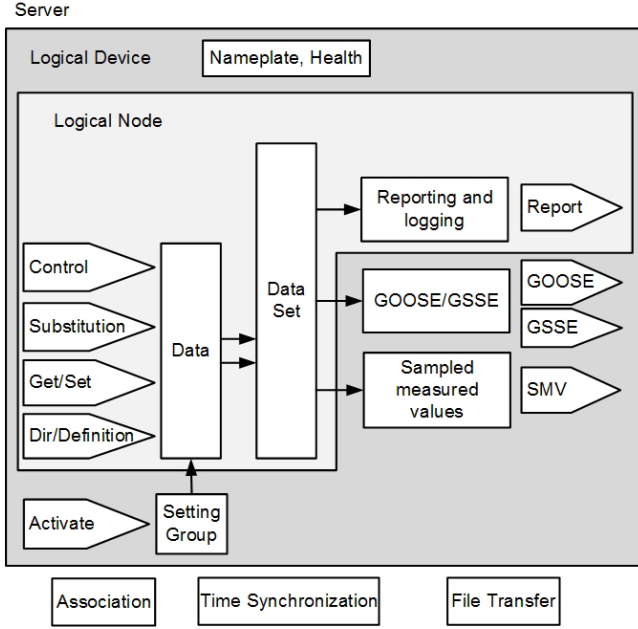 Server
Logical Device
Nameplate, Health
Logical Node
Control
Substitution
Get/Set
Dir/Definition
Data
Data
Set
Reporting and
logging
Report
GOOSE/GSSE
GOOSE
GSSE
Sampled
measured
values
SMV
Activate
Setting
Group
Association
Time Synchronization
File Transfer